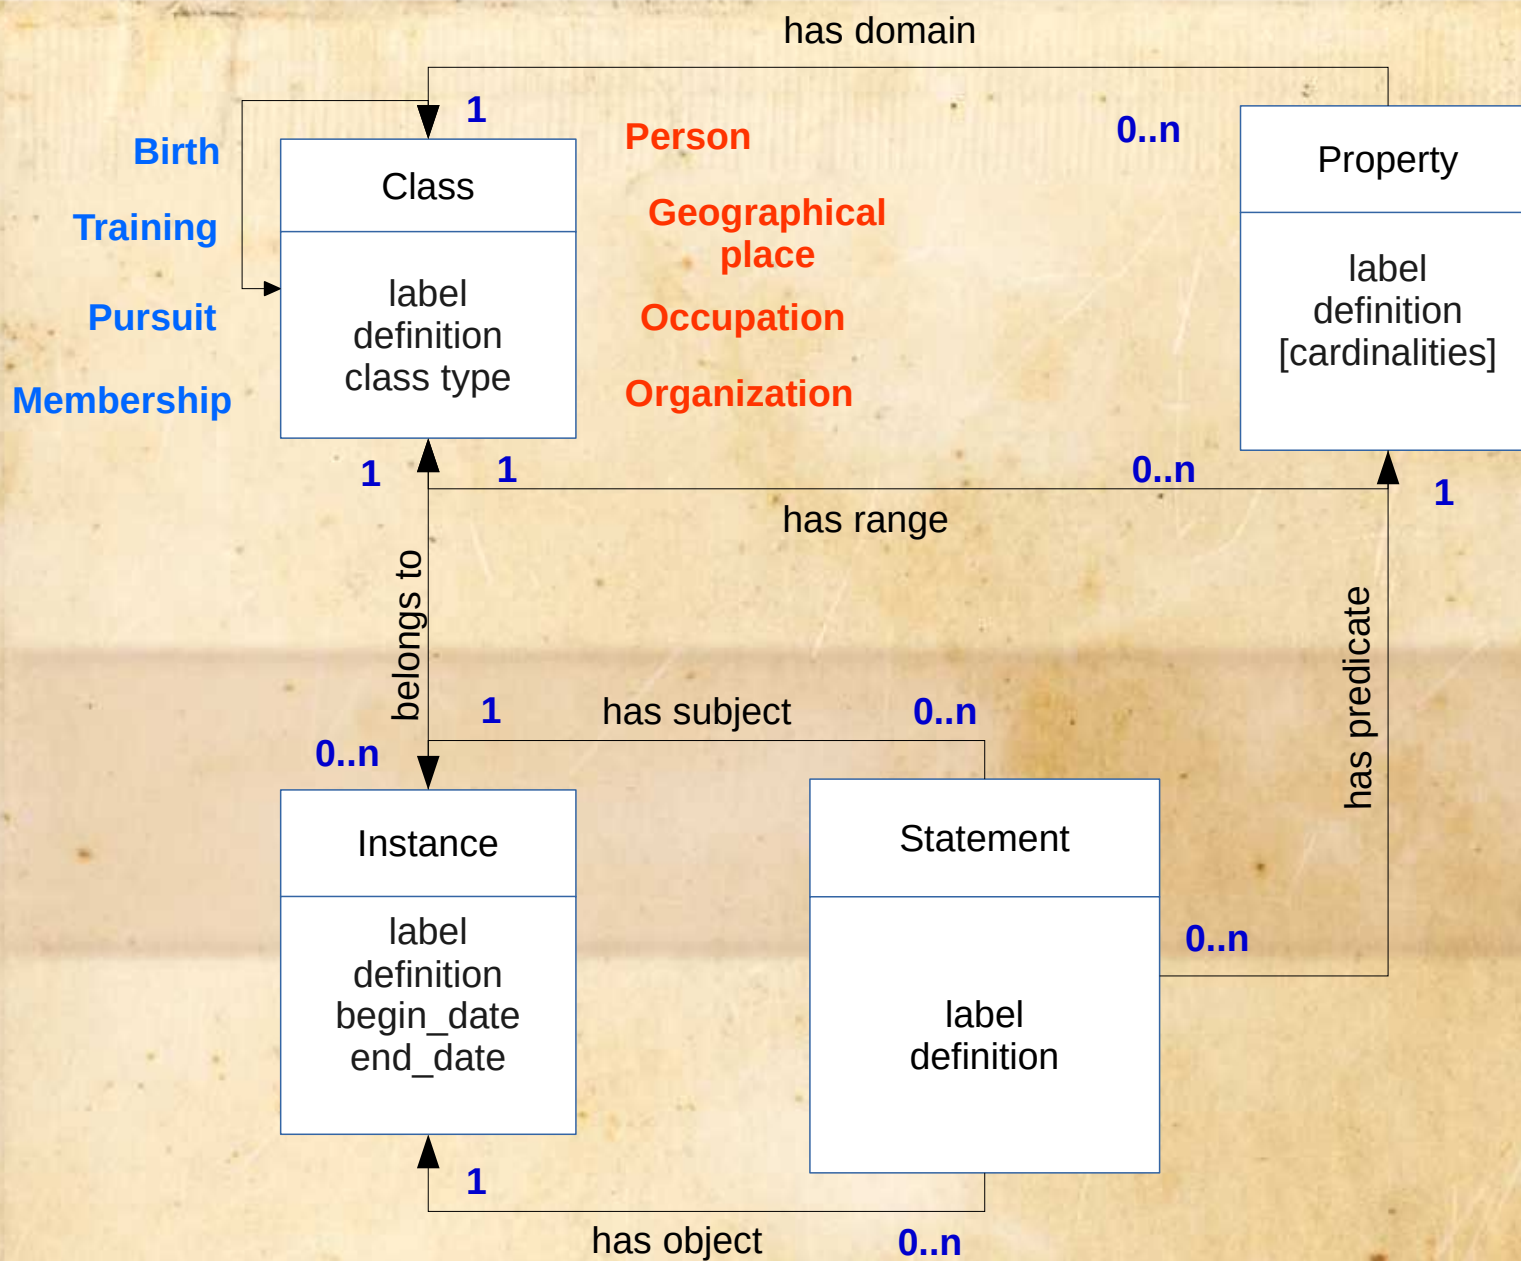 has domain
1
0..n
Birth
Person
Property
Class
Training
Geographical
place
label
definition
[cardinalities]
label
definition
class type
Pursuit
Occupation
Membership
Organization
1
1
0..n
1
has range
belongs to
has predicate
1
has subject
0..n
0..n
Instance
Statement
label
definition
begin_date
end_date
0..n
label
definition
1
has object
0..n